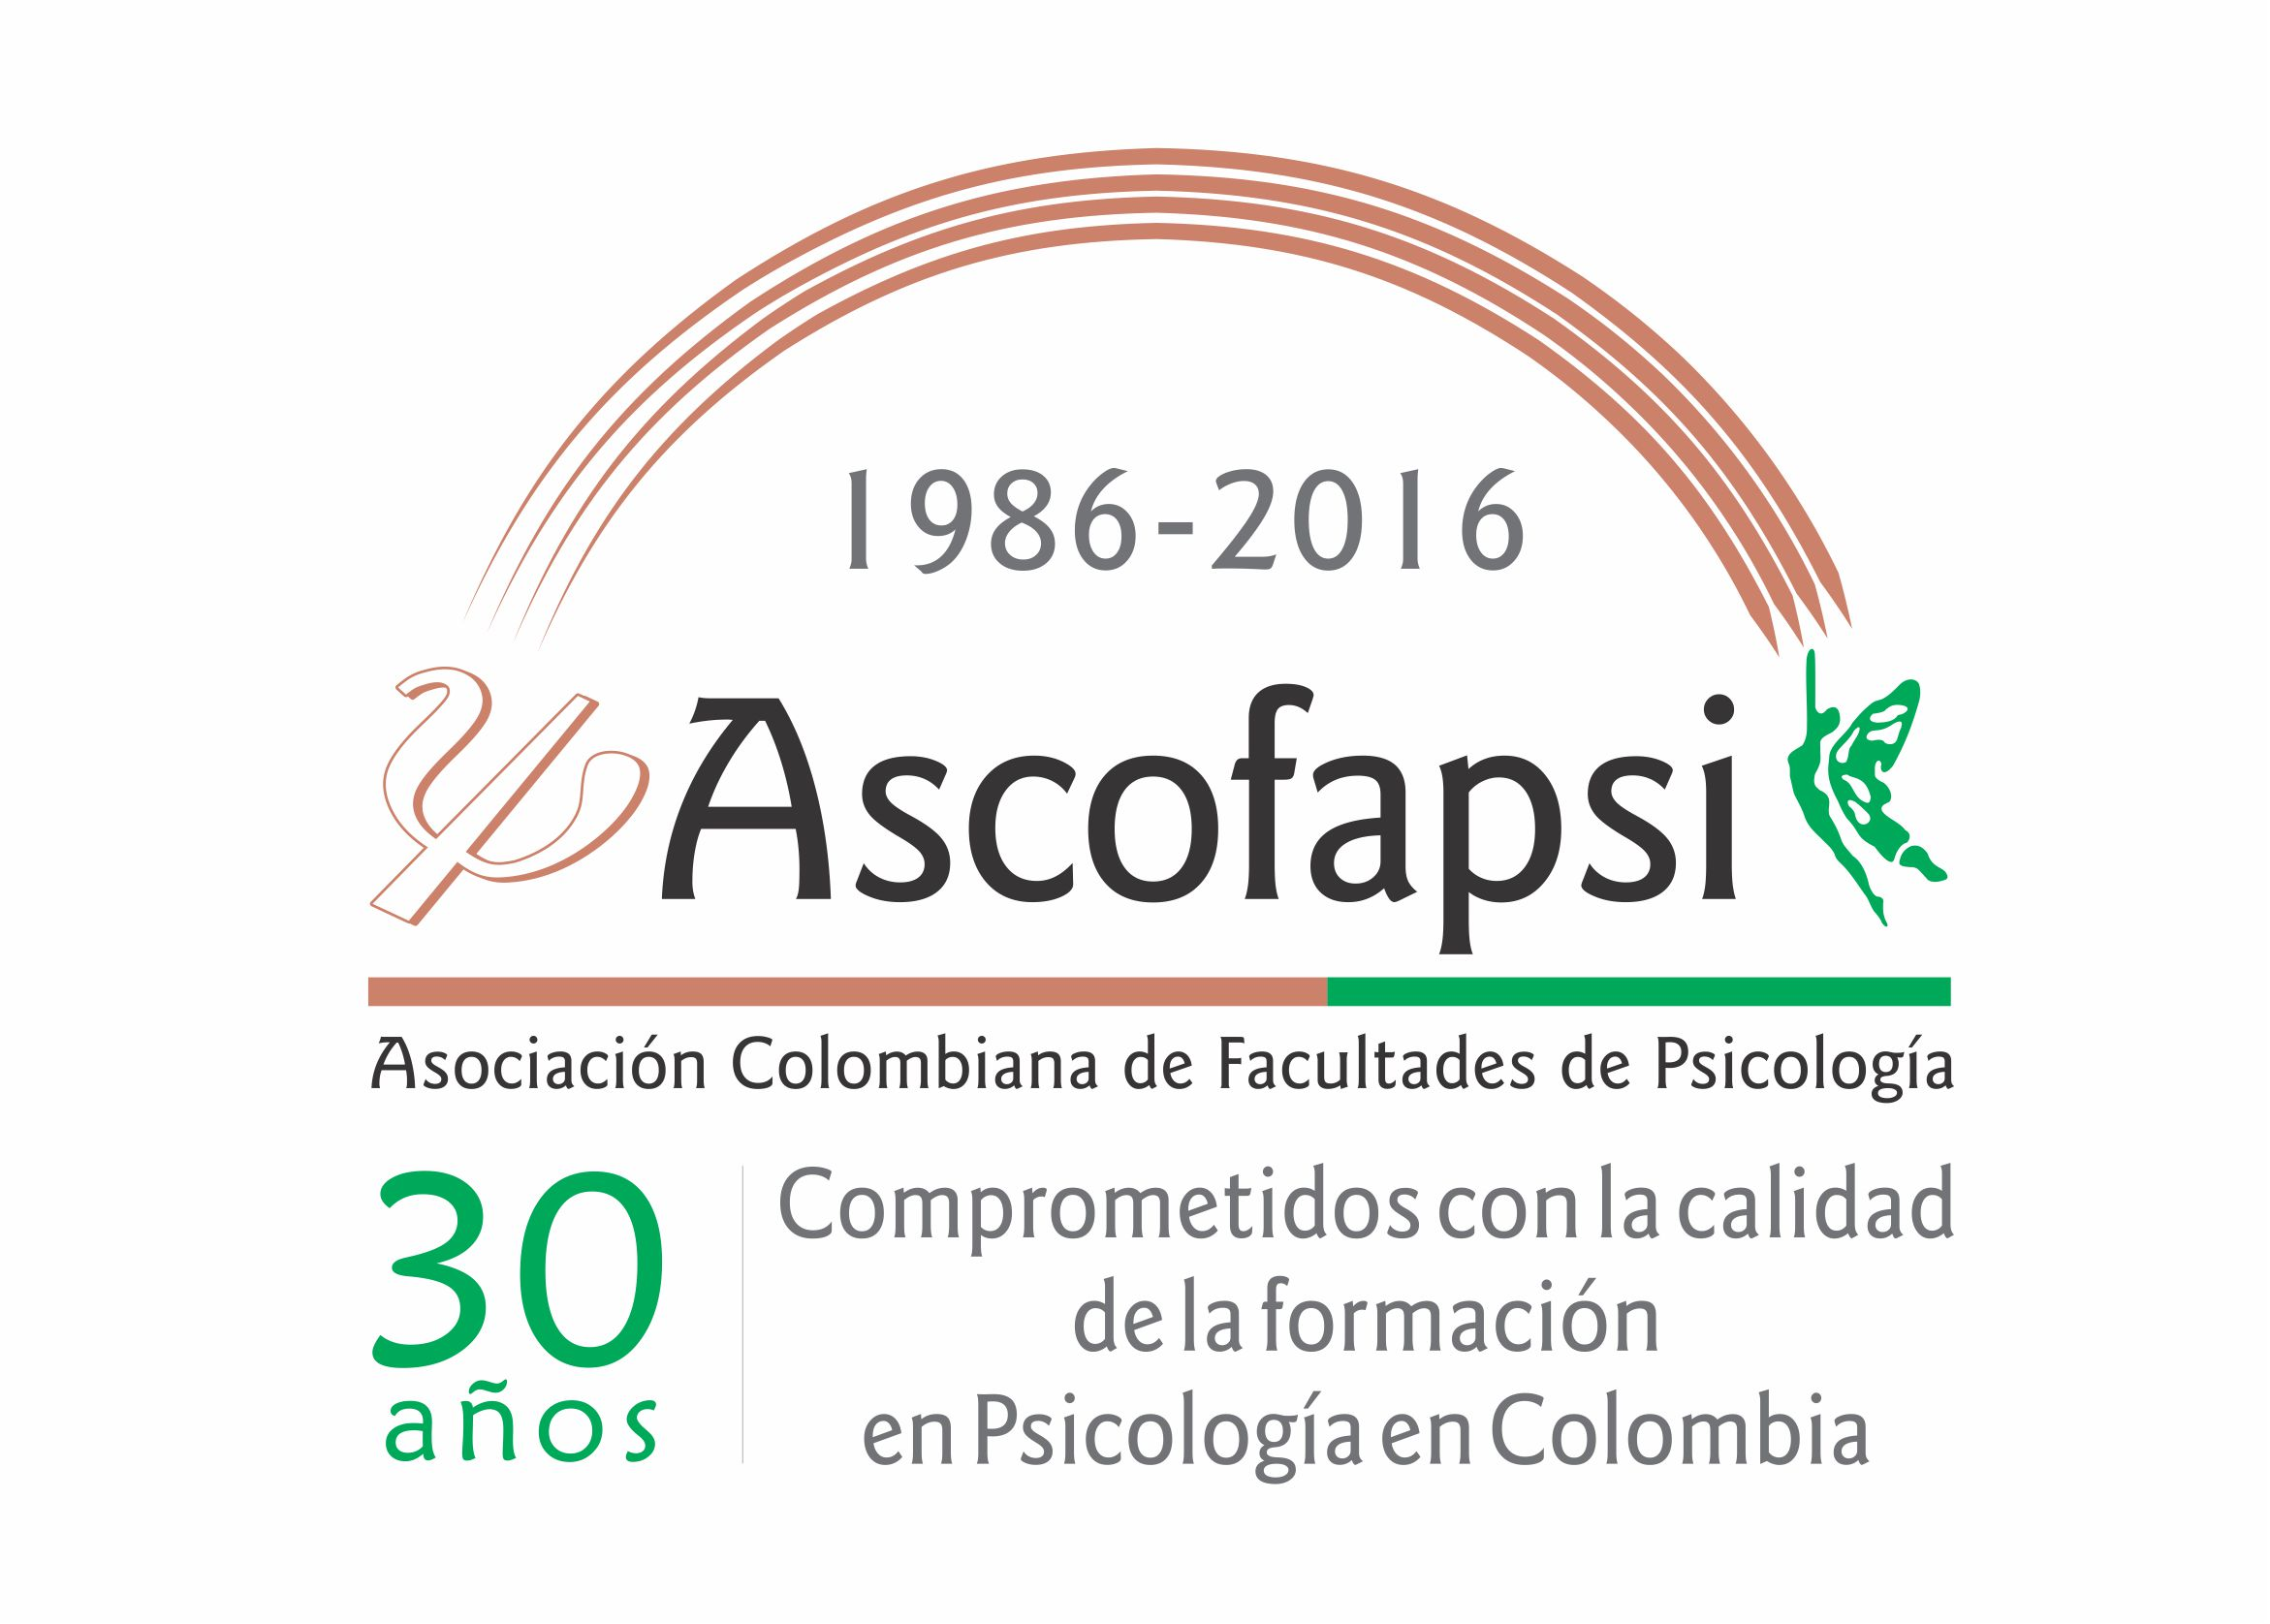 1986-2016
ψ Ascofapsi
Asociación Colombiana de Facultades de Psicología
30
años
Comprometidos con la calidad
de la formación
en Psicología en Colombia